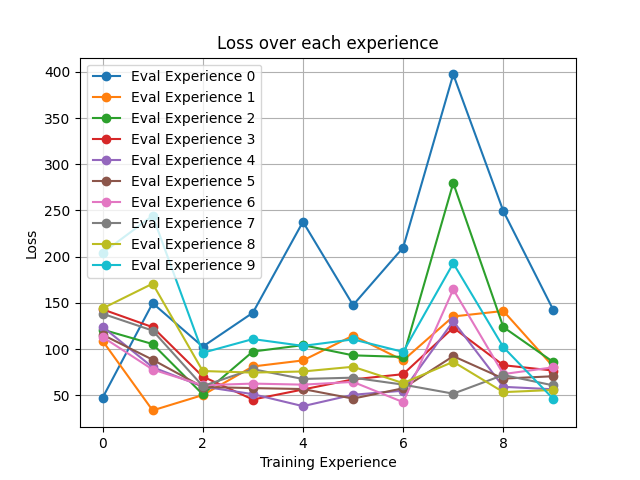 Loss over each experience
400
350
300
250
200
150
100
50
Loss
Eval Experience 0
Eval Experience 1
Eval Experience 2
Eval Experience 3
Eval Experience 4
Eval Experience 5
Eval Experience 6
Eval Experience 7
Eval Experience 8
Eval Experience 9
0 2 4 6 8
Training Experience